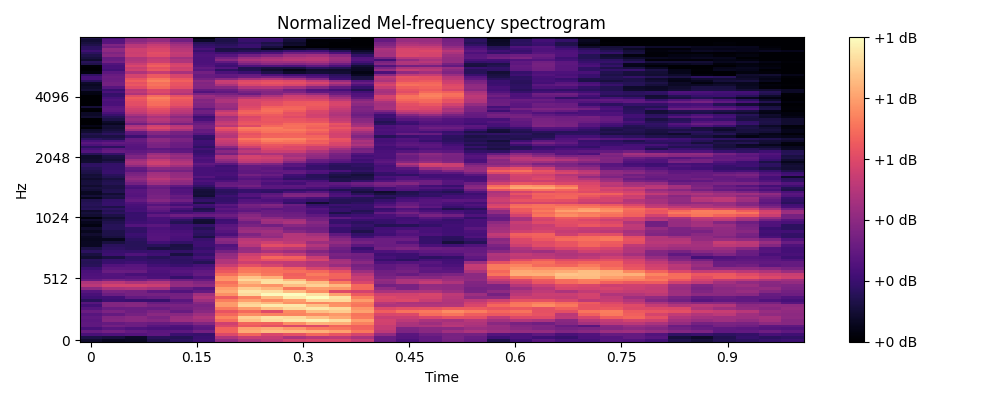 Normalized Mel-frequency spectrogram
Hz
4096
2048
1024
512
0
0 0.15 0.3 0.45 0.6 0.75 0.9
Time
+1 dB
+1 dB
+1 dB
+0 dB
+0 dB
+0 dB